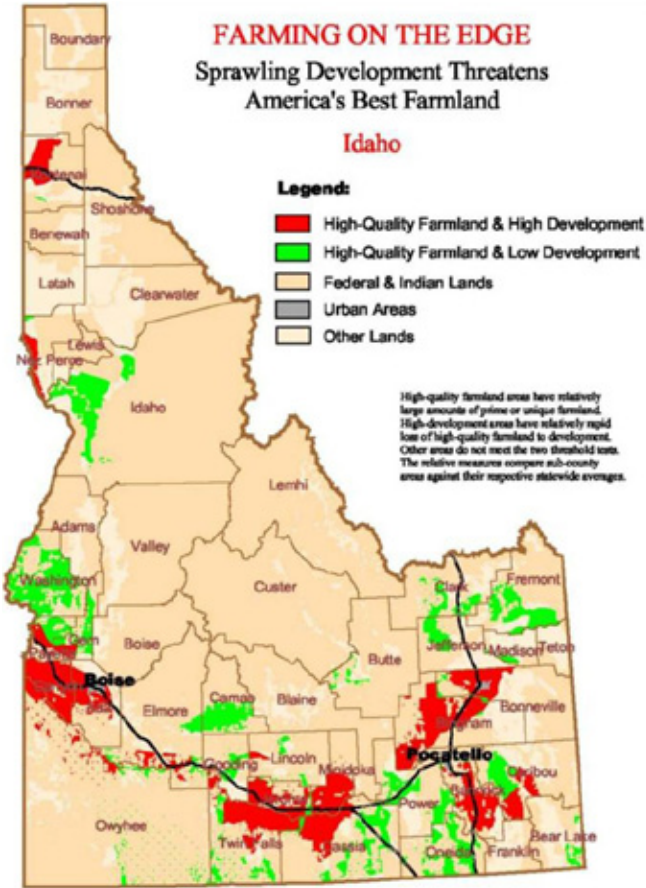 FARMING ON THE EDGE
Sprawling Development Threatens
America's Best Farmland
Idaho
Legend:
High-Quality Farmland & High Development
High-Quality Farmland & Low Development
Federal & Indian Lands
Urban Areas
Other Lands
High-quality farmland areas have relatively
large amounts of prime or unique farmland.
High-development areas have relatively rapid
loss of high-quality farmland to development.
Other areas do not meet the two threshold tests.
The relative measures compare sub-county
areas against their respective statewide averages.
Boundary
Bonner
Shoshone
Benewah
Latah
Clearwater
Lewis
Nez Perce
Idaho
Lemhi
Adams
Valley
Washington
Custer
Clark
Fremont
Gem
Payette
Boise
Butte
Jefferson
Madison
Teton
Boise
Elmore
Camas
Blaine
Bingham
Bonneville
Gooding
Lincoln
Minidoka
Pocatello
Caribou
Power
Owyhee
Twin Falls
Cassia
Oneida
Franklin
Bear Lake